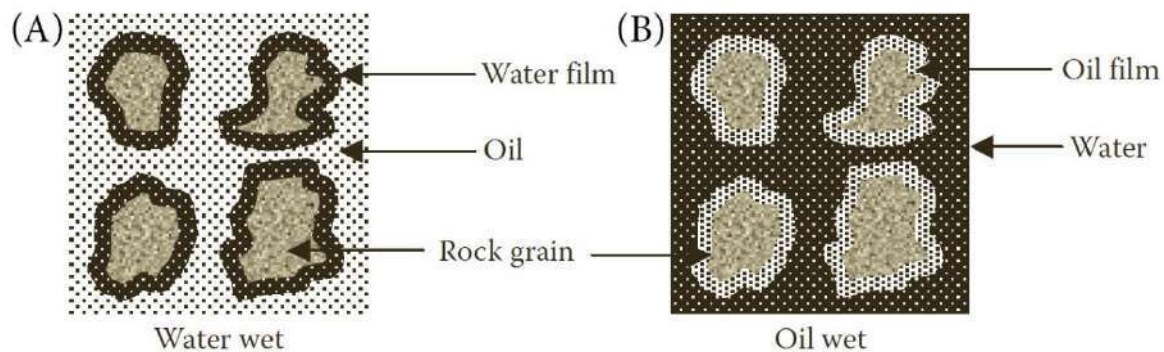 (A)
(B)
Water film
Oil film
Oil
Water
Rock grain
Water wet
Oil wet